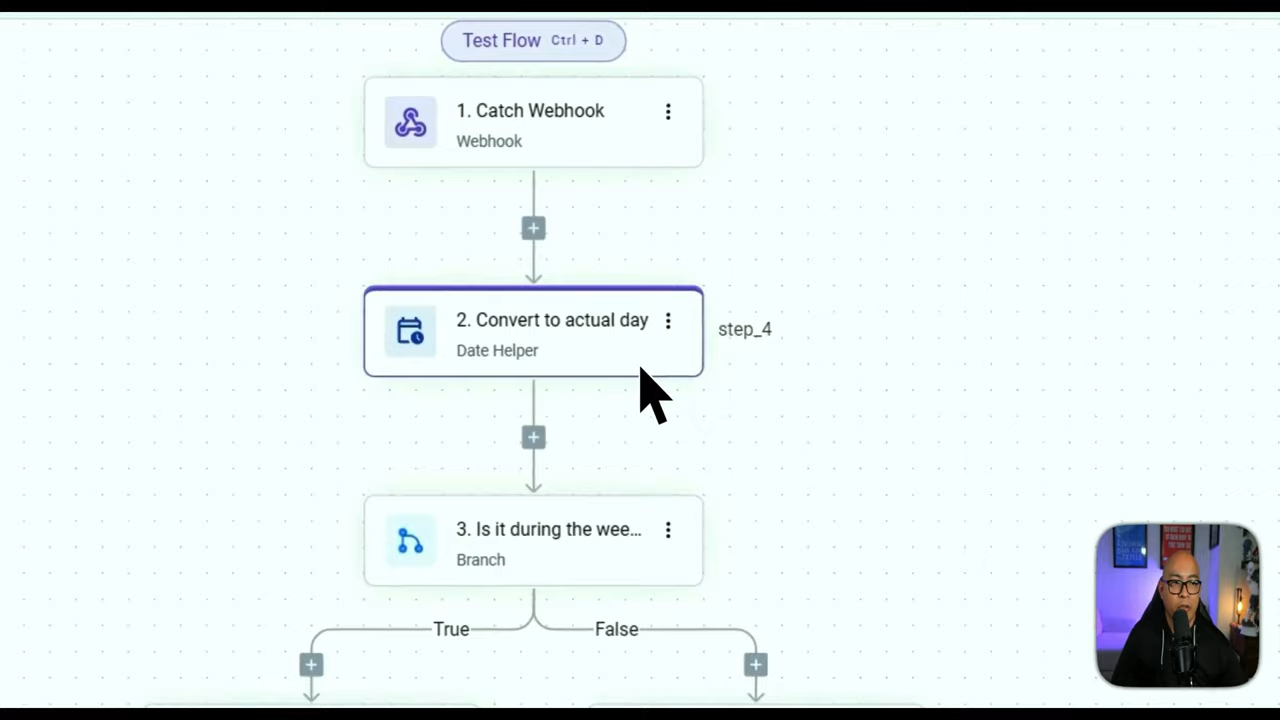 Test Flow Ctrl + D
1. Catch Webhook
Webhook
2. Convert to actual day
Date Helper
step_4
3. Is it during the wee...
Branch
True
False